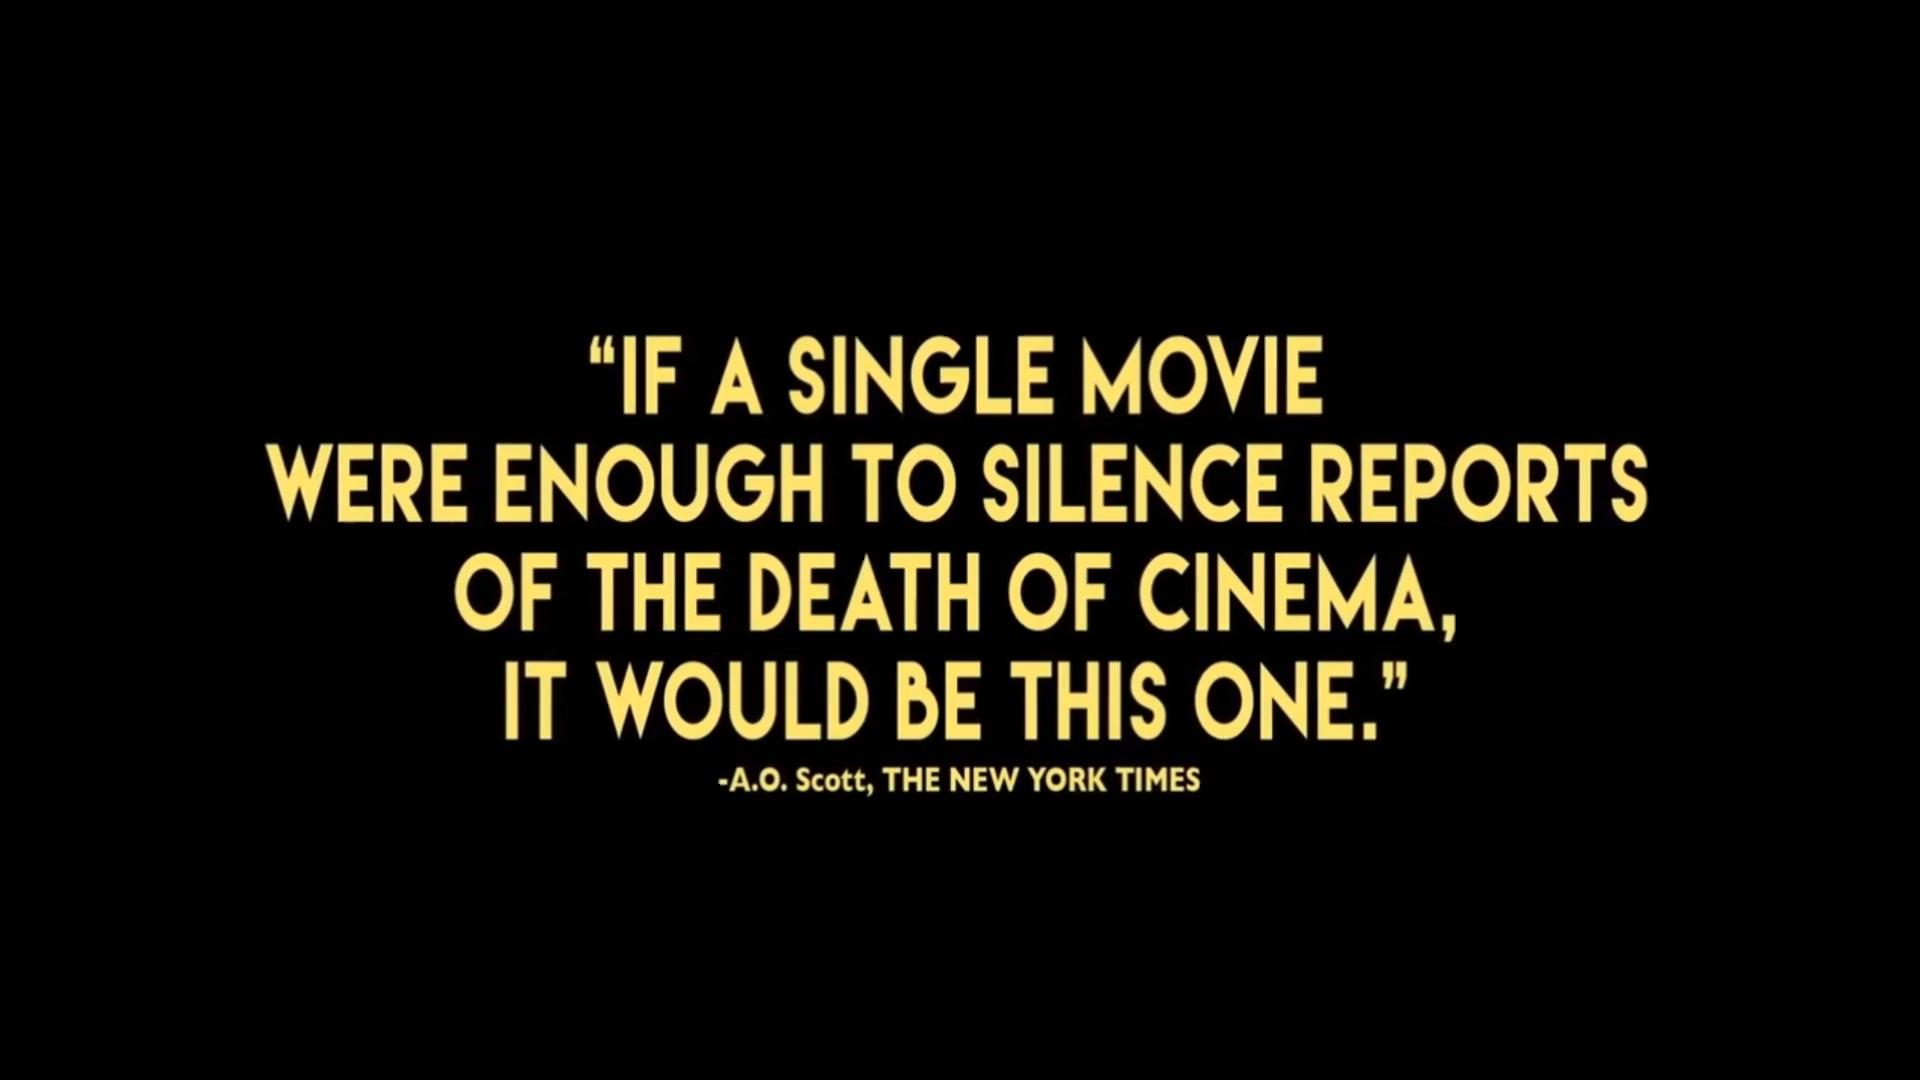 “IF A SINGLE MOVIE
WERE ENOUGH TO SILENCE REPORTS
OF THE DEATH OF CINEMA,
IT WOULD BE THIS ONE.”
-A.O. Scott, THE NEW YORK TIMES